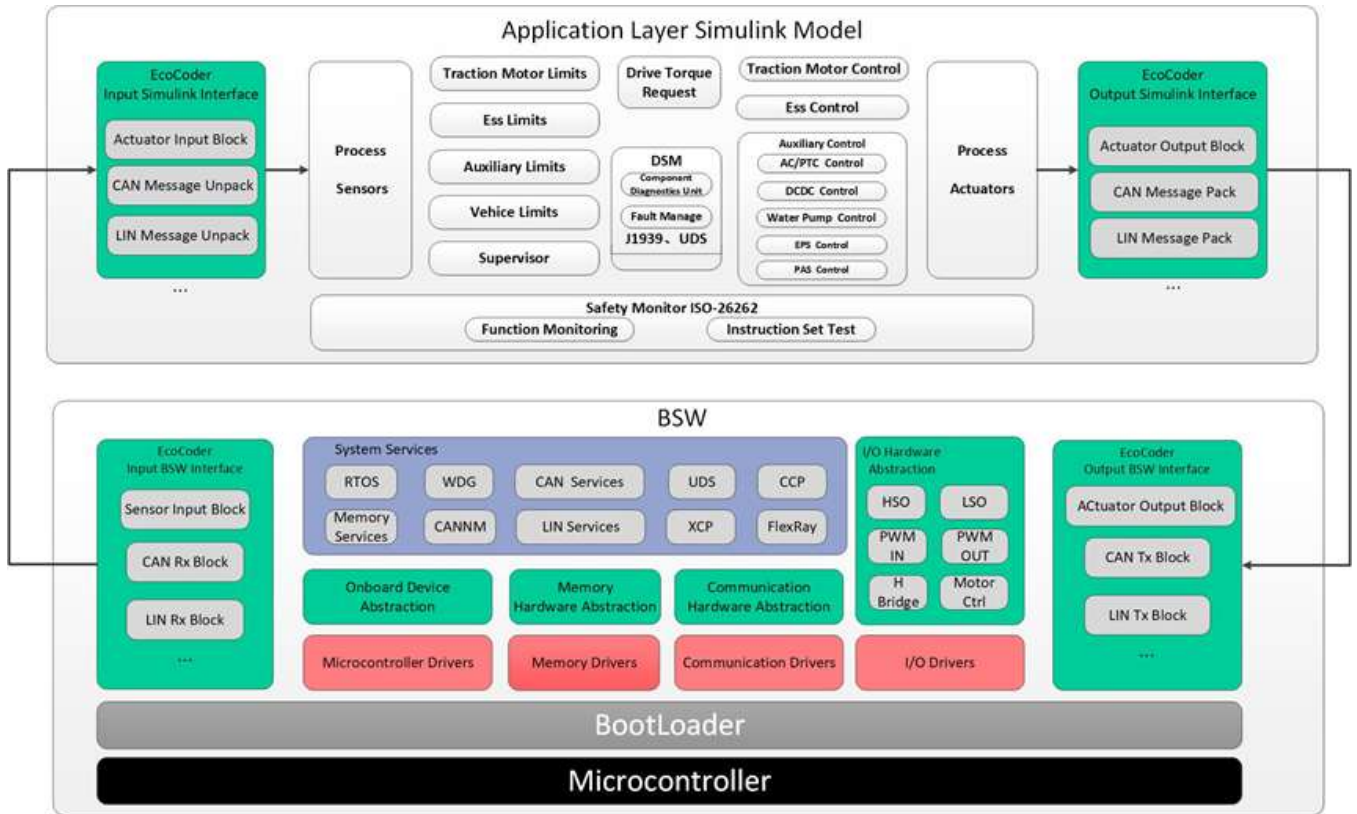 Application Layer Simulink Model
EcoCoder
Input Simulink Interface
Actuator Input Block
CAN Message Unpack
LIN Message Unpack
...
Process
Sensors
Traction Motor Limits
Ess Limits
Auxiliary Limits
Vehice Limits
Supervisor
Drive Torque
Request
DSM
Component
Diagnostics Unit
Fault Manage
J1939、UDS
Traction Motor Control
Ess Control
Auxiliary Control
AC/PTC Control
DCDC Control
Water Pump Control
EPS Control
PAS Control
Process
Actuators
EcoCoder
Output Simulink Interface
Actuator Output Block
CAN Message Pack
LIN Message Pack
...
Safety Monitor ISO-26262
Function Monitoring
Instruction Set Test
BSW
EcoCoder
Input BSW Interface
Sensor Input Block
CAN Rx Block
LIN Rx Block
...
System Services
RTOS
WDG
CAN Services
UDS
CCP
Memory
Services
CANNM
LIN Services
XCP
FlexRay
Onboard Device
Abstraction
Memory
Hardware Abstraction
Communication
Hardware Abstraction
Microcontroller Drivers
Memory Drivers
Communication Drivers
I/O Hardware
Abstraction
HSO
LSO
PWM
IN
PWM
OUT
H
Bridge
Motor
Ctrl
I/O Drivers
EcoCoder
Output BSW Interface
ACtuator Output Block
CAN Tx Block
LIN Tx Block
...
BootLoader
Microcontroller